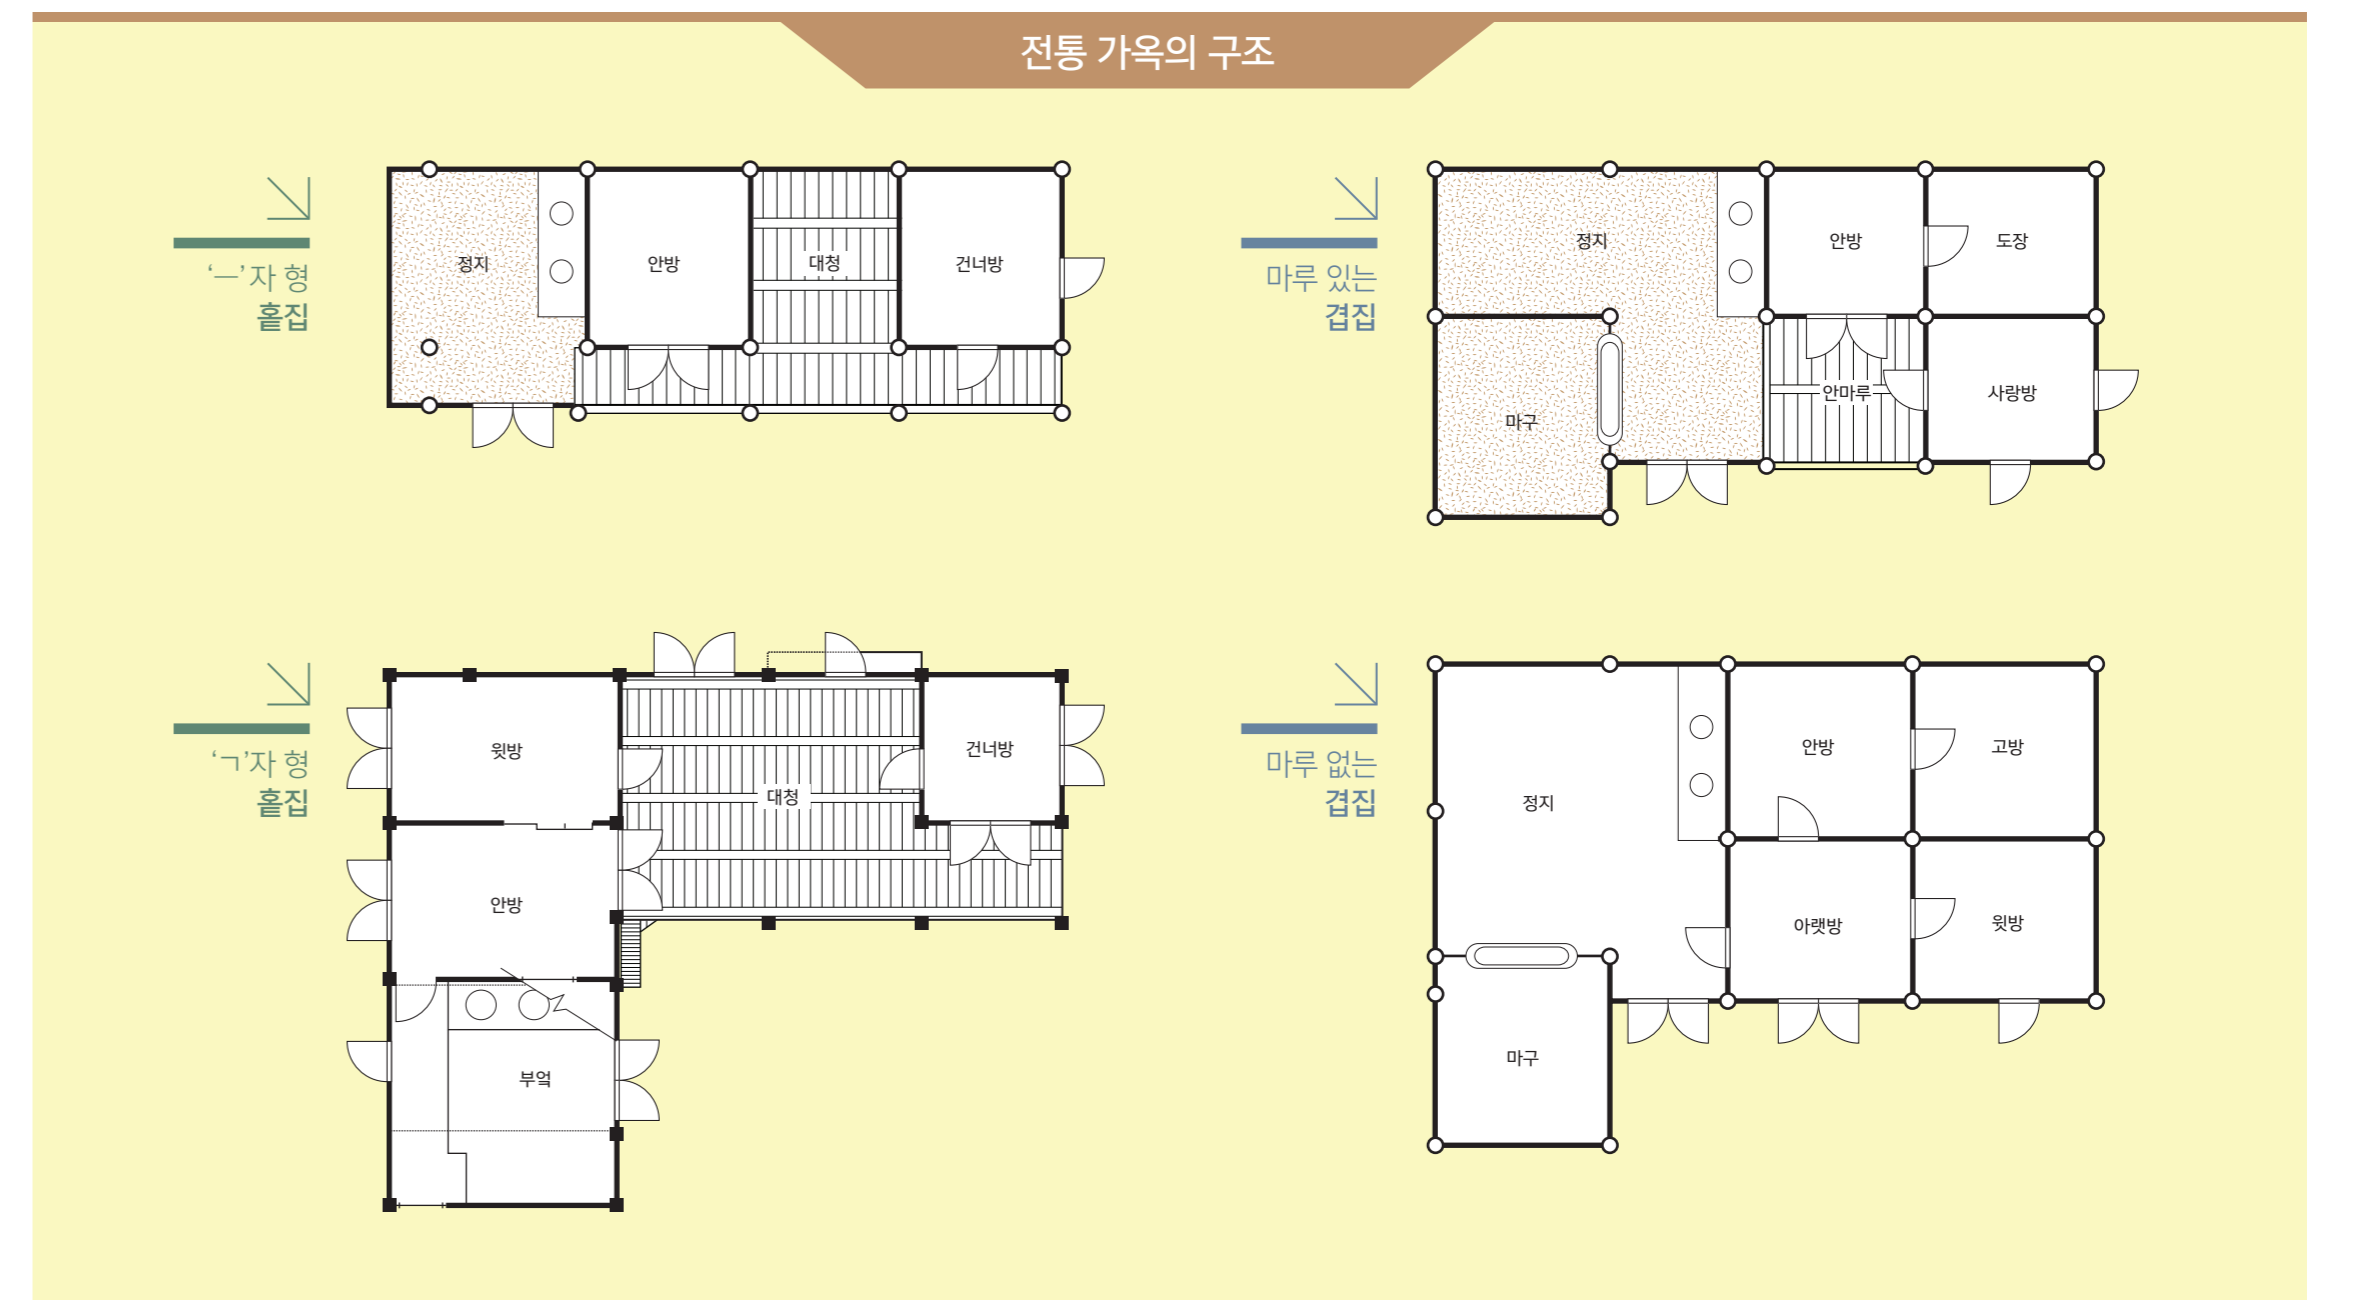 전통 가옥의 구조
‘ㅡ’자 형
홑집
정지
안방
대청
건너방
마루 있는
겹집
정지
안방
도장
마구
안마루
사랑방
‘ㄱ’자 형
홑집
윗방
대청
건너방
안방
부엌
마루 없는
겹집
정지
안방
고방
아랫방
윗방
마구